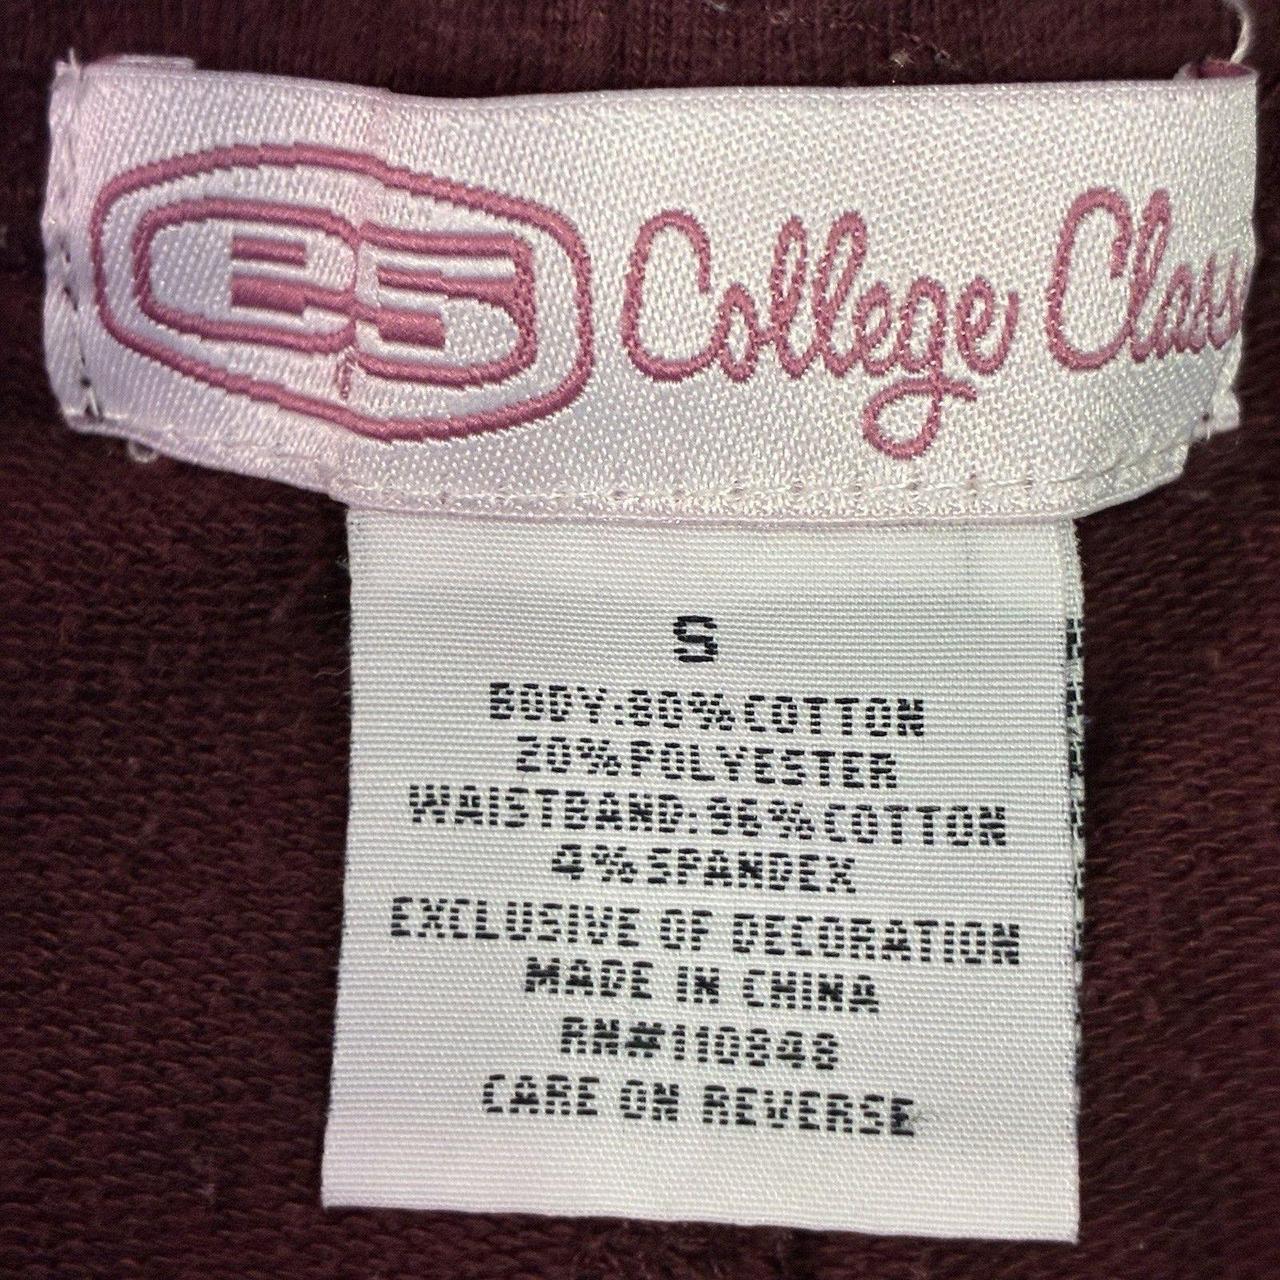 e5 College Class
S
BODY:80%COTTON
20%POLYESTER
WAISTBAND:96%COTTON
4%SPANDEX
EXCLUSIVE OF DECORATION
MADE IN CHINA
RN#110848
CARE ON REVERSE